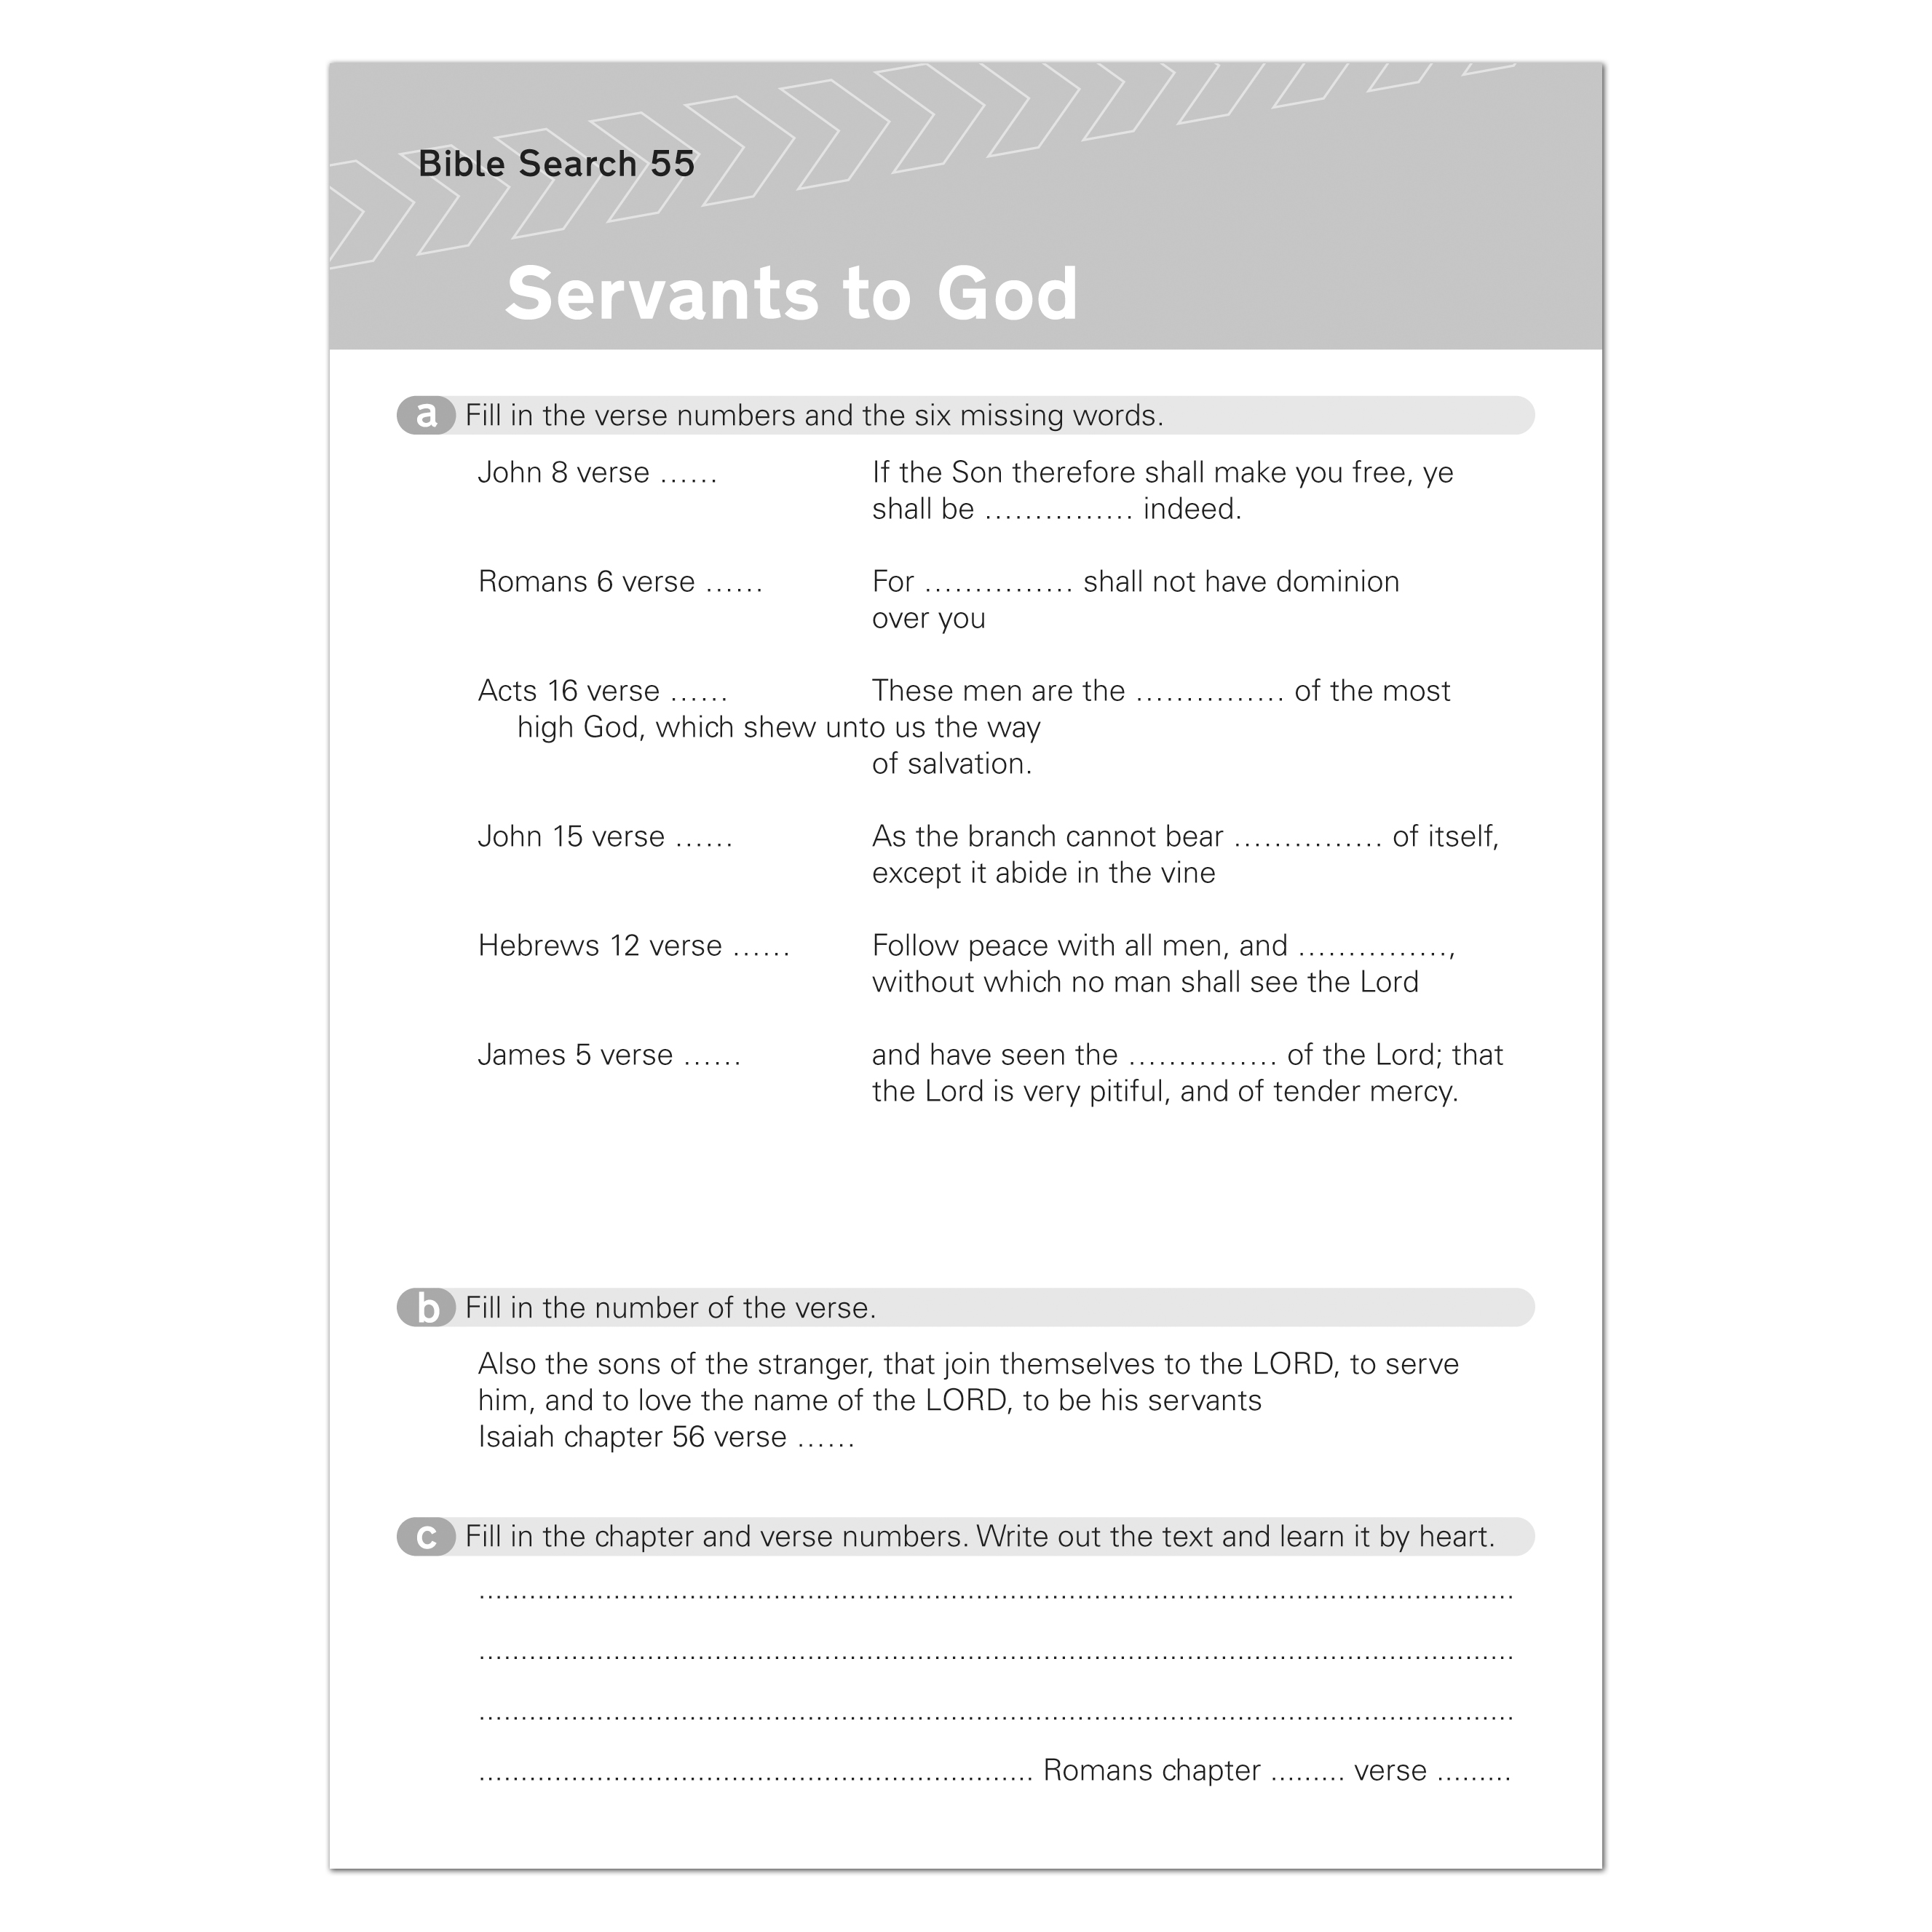 Bible Search 55
Servants to God
a Fill in the verse numbers and the six missing words.
John 8 verse ...... If the Son therefore shall make you free, ye
shall be ............... indeed.
Romans 6 verse ...... For ............... shall not have dominion
over you
Acts 16 verse ...... These men are the ............... of the most
high God, which shew unto us the way
of salvation.
John 15 verse ...... As the branch cannot bear ............... of itself,
except it abide in the vine
Hebrews 12 verse ...... Follow peace with all men, and ...............,
without which no man shall see the Lord
James 5 verse ...... and have seen the ............... of the Lord; that
the Lord is very pitiful, and of tender mercy.
b Fill in the number of the verse.
Also the sons of the stranger, that join themselves to the LORD, to serve
him, and to love the name of the LORD, to be his servants
Isaiah chapter 56 verse ......
c Fill in the chapter and verse numbers. Write out the text and learn it by heart.
Romans chapter ......... verse .........